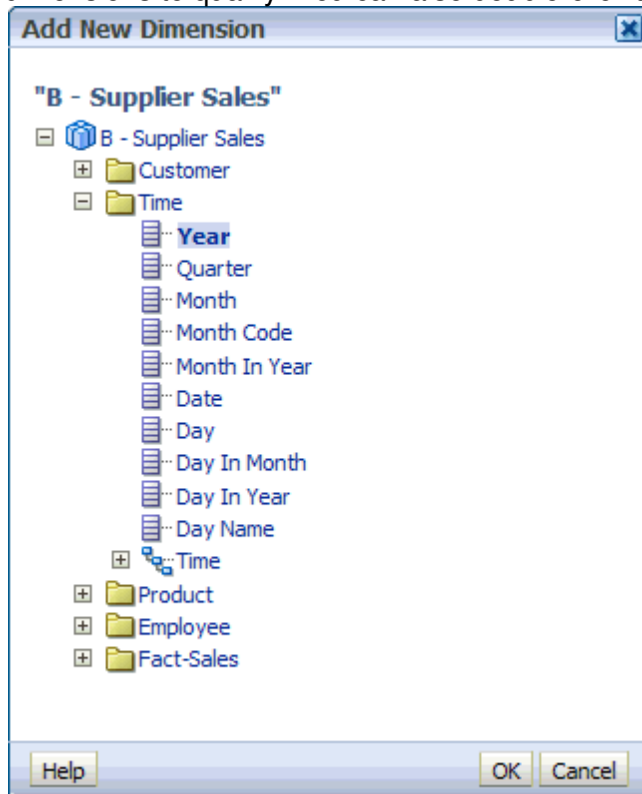 Add New Dimension
"B - Supplier Sales"
B - Supplier Sales
Customer
Time
Year
Quarter
Month
Month Code
Month In Year
Date
Day
Day In Month
Day In Year
Day Name
Time
Product
Employee
Fact-Sales
Help OK Cancel